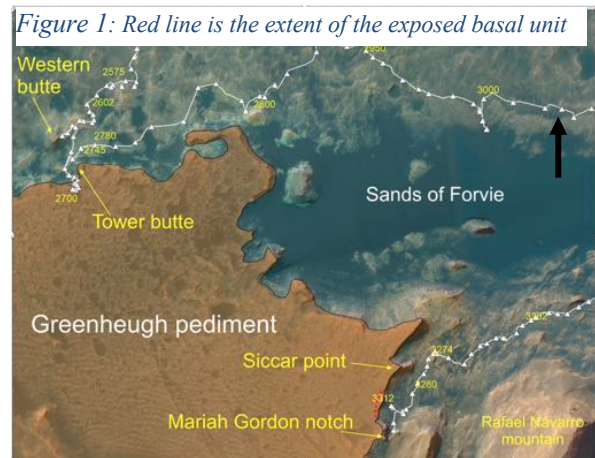 Figure 1: Red line is the extent of the exposed basal unit
Western
butte
2575
2602
2780
2745
2700
Tower butte
2800
2950
3000
Sands of Forvie
Greenheugh pediment
Siccar point
3274
3292
3260
3312
Mariah Gordon notch
Rafael Navarro
mountain